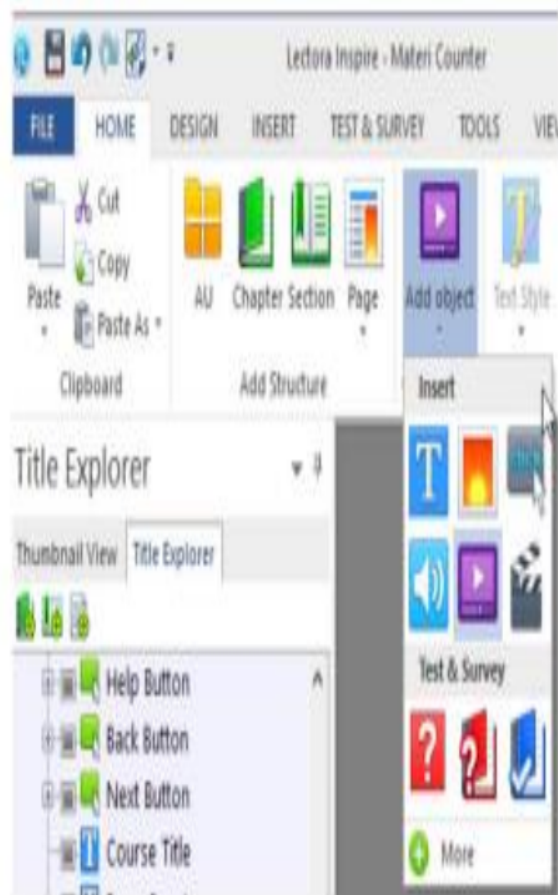 Lectora Inspire - Materi Counter
FILE HOME DESIGN INSERT TEST & SURVEY TOOLS VIE
Cut
Copy
Paste
Paste As
AU Chapter Section Page
Add object
Text Style
Clipboard
Add Structure
Insert
Title Explorer
Thumbnail View Title Explorer
Test & Survey
Help Button
Back Button
Next Button
Course Title
More